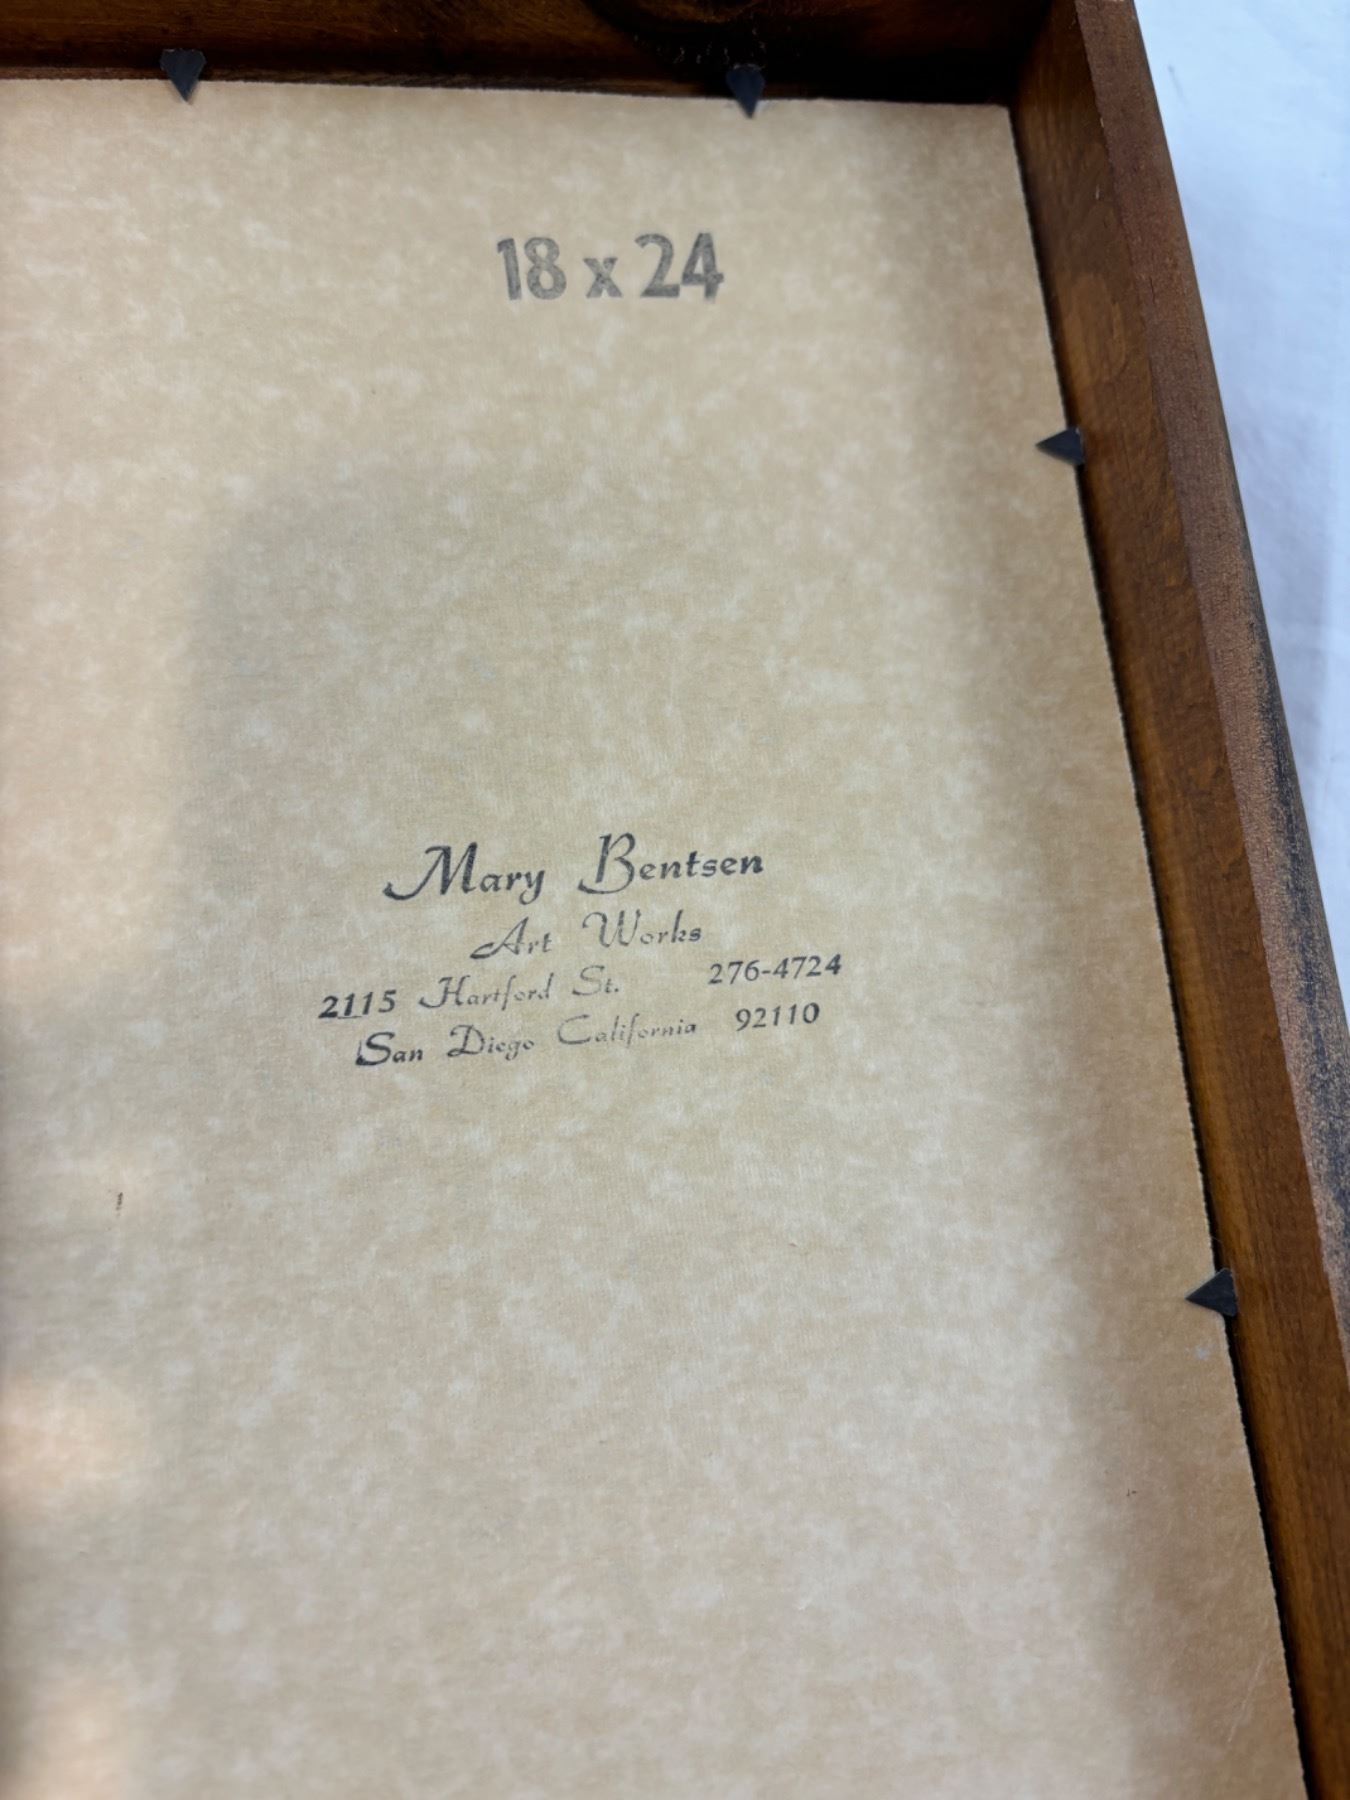 18 x 24
Mary Bentsen
Art Works
2115 Hartford St. 276-4724
San Diego California 92110